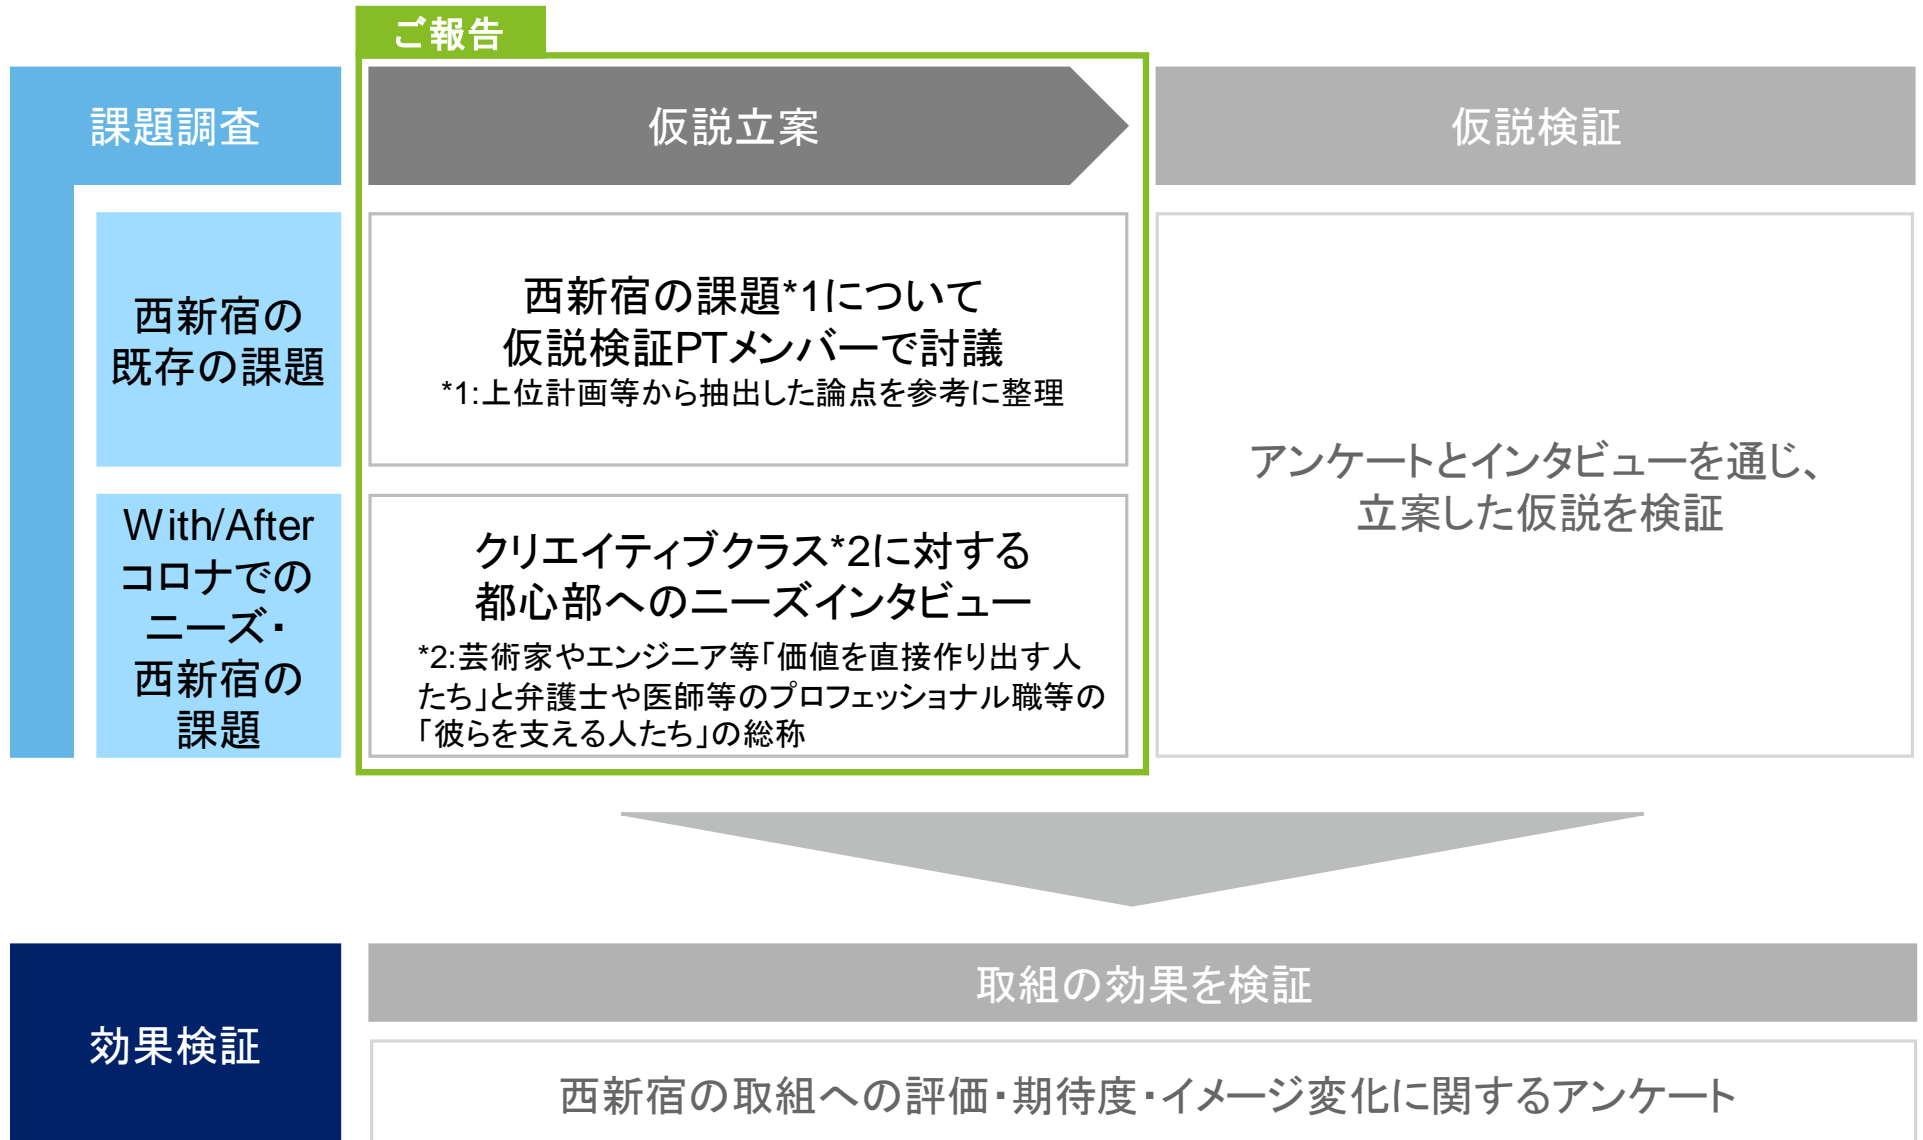 ご報告
課題調査
仮説立案
仮説検証
西新宿の
既存の課題
西新宿の課題*1について
仮説検証PTメンバーで討議
*1:上位計画等から抽出した論点を参考に整理
アンケートとインタビューを通じ、
立案した仮説を検証
With/After
コロナでの
ニーズ・
西新宿の
課題
クリエイティブクラス*2に対する
都心部へのニーズインタビュー
*2:芸術家やエンジニア等「価値を直接作り出す人
たち」と弁護士や医師等のプロフェッショナル職等の
「彼らを支える人たち」の総称
効果検証
取組の効果を検証
西新宿の取組への評価・期待度・イメージ変化に関するアンケート